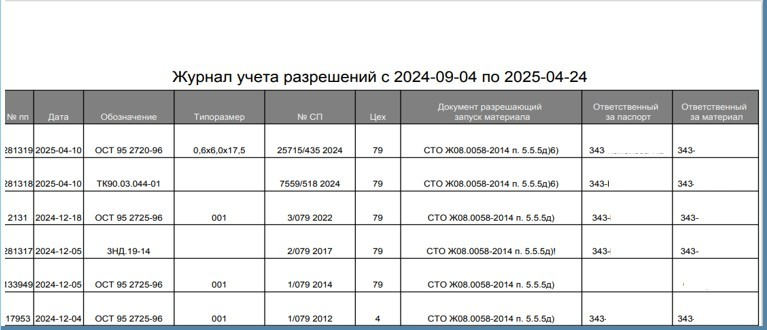 Журнал учета разрешений с 2024-09-04 по 2025-04-24
№ пп Дата Обозначение Типоразмер № СП Цех Документ разрешающий запуск материала Ответственный за паспорт Ответственный за материал
281319 2025-04-10 ОСТ 95 2720-96 0,6х6,0х17,5 25715/435 2024 79 СТО Ж08.0058-2014 п. 5.5.5д)6) 343 343-
281318 2025-04-10 ТК90.03.044-01 7559/518 2024 79 СТО Ж08.0058-2014 п. 5.5.5д)6) 343- 343-
2131 2024-12-18 ОСТ 95 2725-96 001 3/079 2022 79 СТО Ж08.0058-2014 п. 5.5.5д) 343- 343-
281317 2024-12-05 ЗНД.19-14 2/079 2017 79 СТО Ж08.0058-2014 п. 5.5.5д)! 343- 343-
133949 2024-12-05 ОСТ 95 2725-96 001 1/079 2014 79 СТО Ж08.0058-2014 п. 5.5.5д)
17953 2024-12-04 ОСТ 95 2725-96 001 1/079 2012 4 СТО Ж08.0058-2014 п. 5.5.5д) 343- 343-